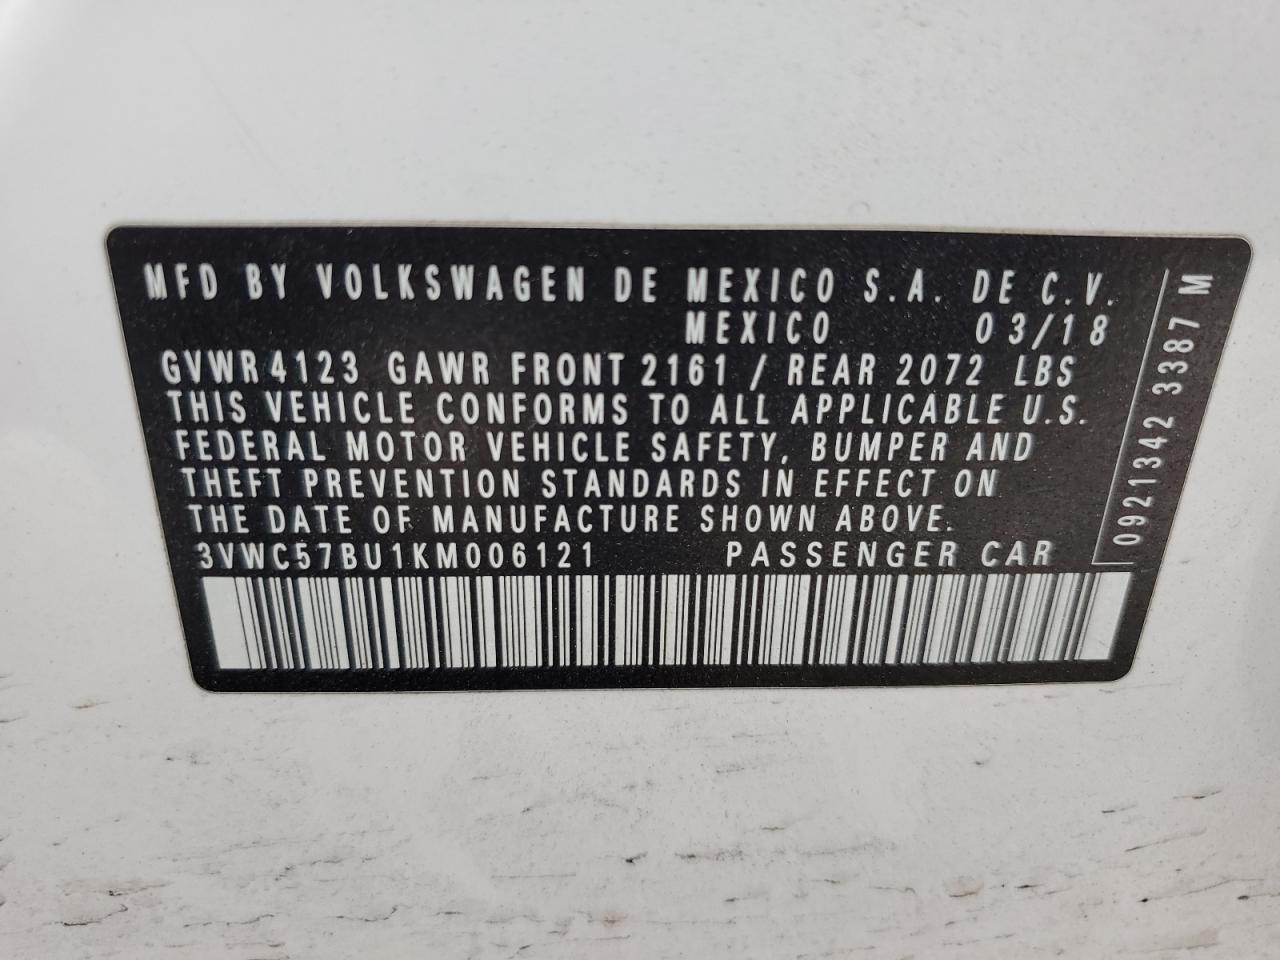 MFD BY VOLKSWAGEN DE MEXICO S.A. DE C.V.
MEXICO 03/18
GVWR 4123 GAWR FRONT 2161 / REAR 2072 LBS
THIS VEHICLE CONFORMS TO ALL APPLICABLE U.S.
FEDERAL MOTOR VEHICLE SAFETY, BUMPER AND
THEFT PREVENTION STANDARDS IN EFFECT ON
THE DATE OF MANUFACTURE SHOWN ABOVE.
3VWC57BU1KM006121 PASSENGER CAR
0921342 3387 M